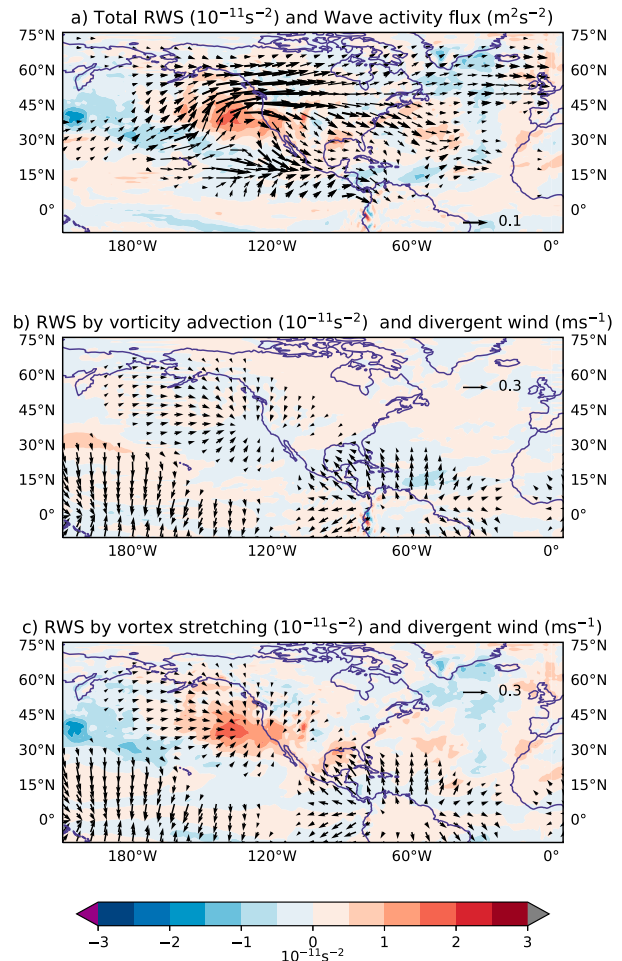 a) Total RWS (10⁻¹¹s⁻²) and Wave activity flux (m²s⁻²)
75°N 75°N
60°N 60°N
45°N 45°N
30°N 30°N
15°N 15°N
0° 0°
0.1
180°W 120°W 60°W 0°
b) RWS by vorticity advection (10⁻¹¹s⁻²) and divergent wind (ms⁻¹)
75°N 75°N
60°N 0.3 60°N
45°N 45°N
30°N 30°N
15°N 15°N
0° 0°
180°W 120°W 60°W 0°
c) RWS by vortex stretching (10⁻¹¹s⁻²) and divergent wind (ms⁻¹)
75°N 75°N
60°N 0.3 60°N
45°N 45°N
30°N 30°N
15°N 15°N
0° 0°
180°W 120°W 60°W 0°
−3 −2 −1 0 1 2 3
10⁻¹¹s⁻²